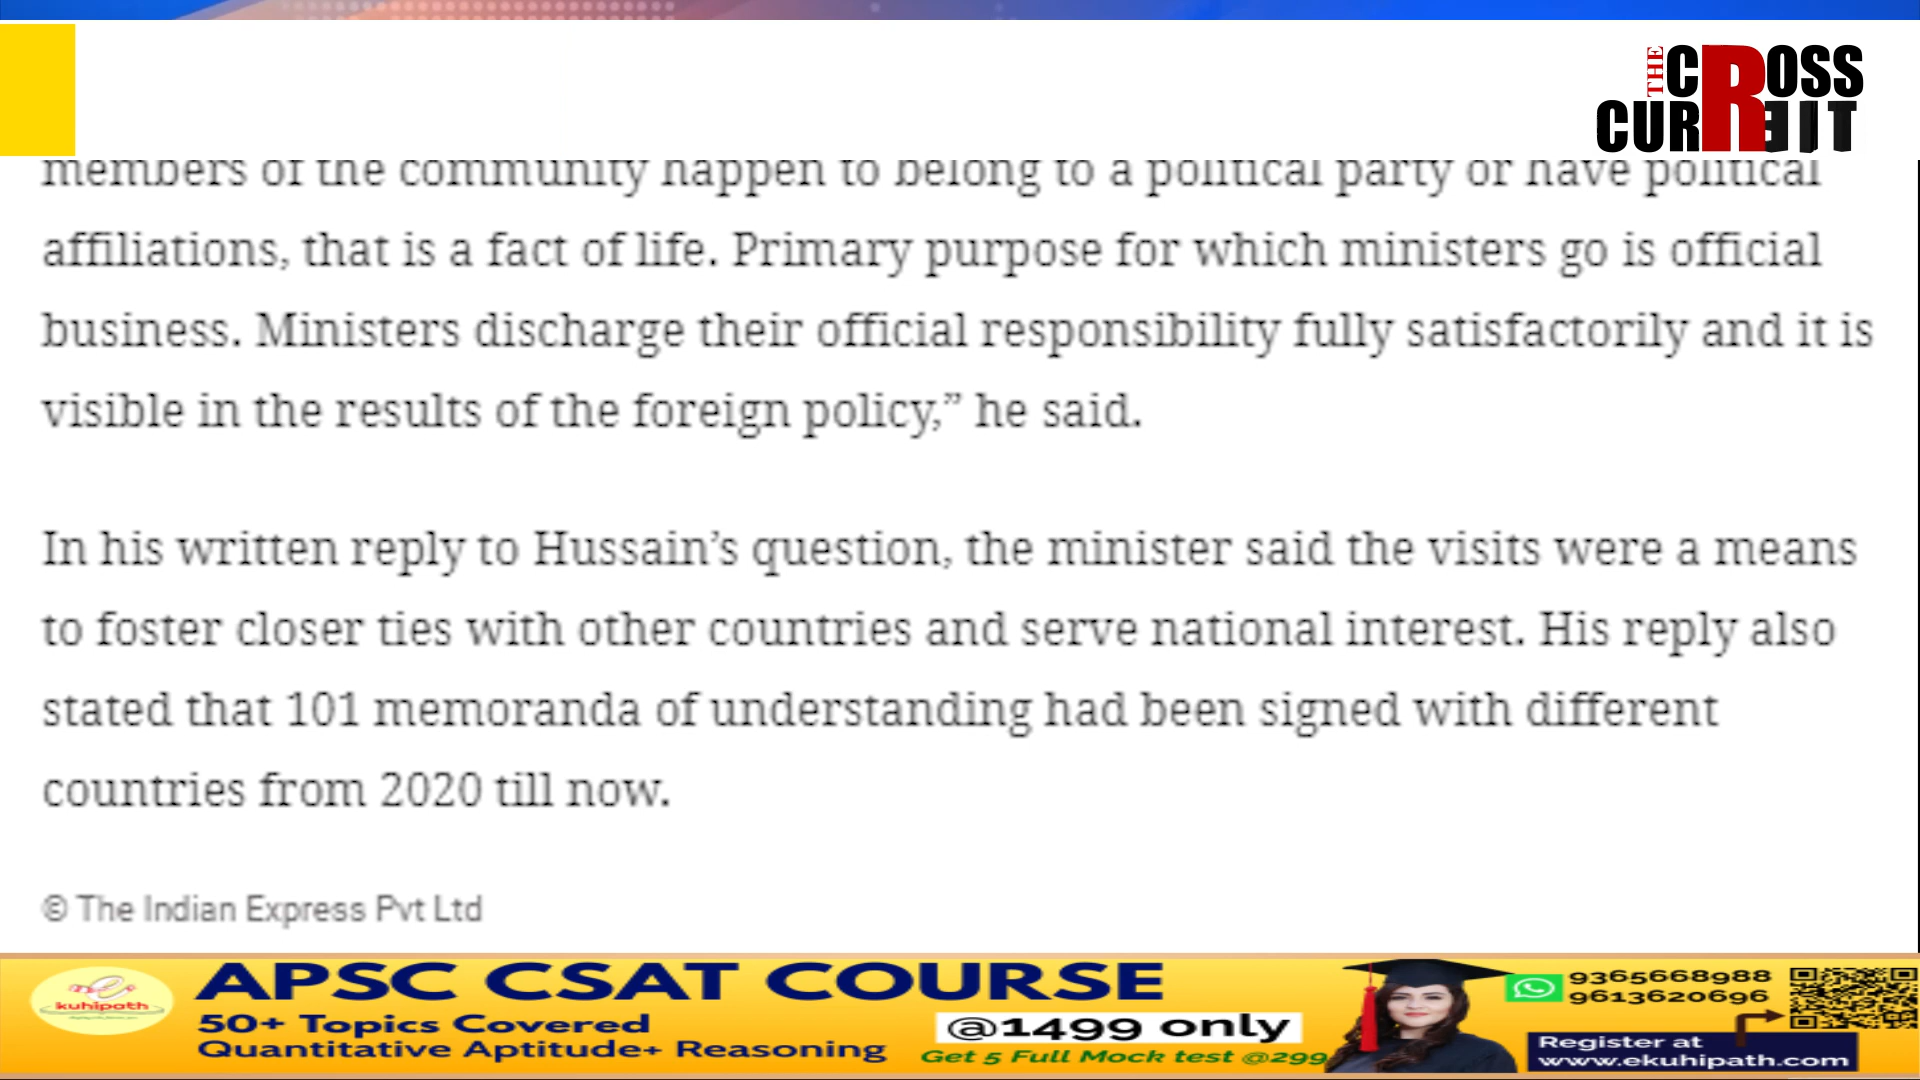 THE CROSS
CURRENT
members of the community happen to belong to a political party or have political
affiliations, that is a fact of life. Primary purpose for which ministers go is official
business. Ministers discharge their official responsibility fully satisfactorily and it is
visible in the results of the foreign policy,” he said.
In his written reply to Hussain’s question, the minister said the visits were a means
to foster closer ties with other countries and serve national interest. His reply also
stated that 101 memoranda of understanding had been signed with different
countries from 2020 till now.
© The Indian Express Pvt Ltd
kuhipath
APSC CSAT COURSE
50+ Topics Covered
Quantitative Aptitude+ Reasoning
@1499 only
Get 5 Full Mock test @299
9365668988
9613620696
Register at
www.ekuhipath.com